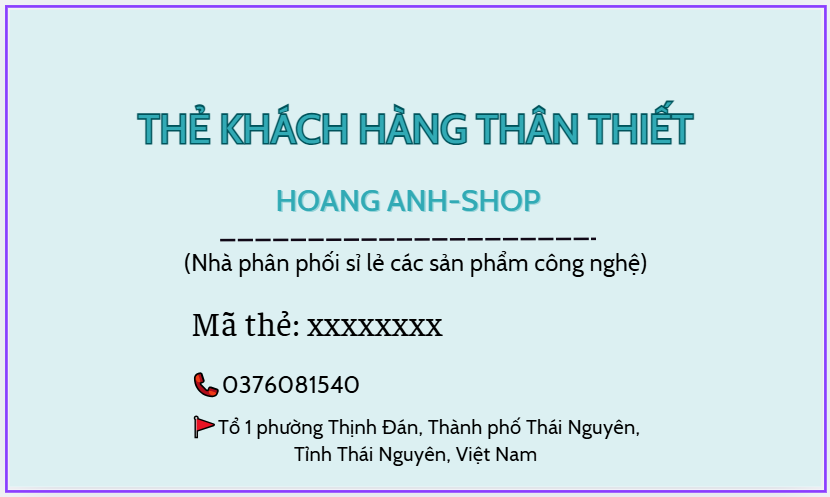 THẺ KHÁCH HÀNG THÂN THIẾT
HOANG ANH-SHOP
(Nhà phân phối sỉ lẻ các sản phẩm công nghệ)
Mã thẻ: xxxxxxxx
0376081540
Tổ 1 phường Thịnh Đán, Thành phố Thái Nguyên,
Tỉnh Thái Nguyên, Việt Nam